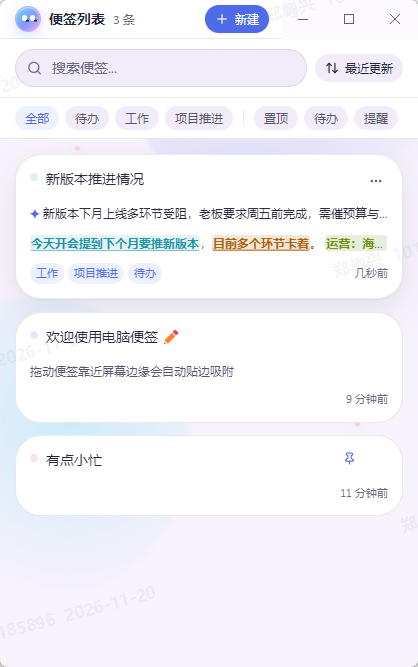 便签列表 3 条 + 新建
搜索便签... 最近更新
全部 待办 工作 项目推进 置顶 待办 提醒
新版本推进情况 ...
新版本下月上线多环节受阻，老板要求周五前完成，需催预算与...
今天开会提到下个月要推新版本，目前多个环节卡着。 运营：海...
工作 项目推进 待办 几秒前
欢迎使用电脑便签
拖动便签靠近屏幕边缘会自动贴边吸附
9 分钟前
有点小忙
11 分钟前
185896 2026-11-20